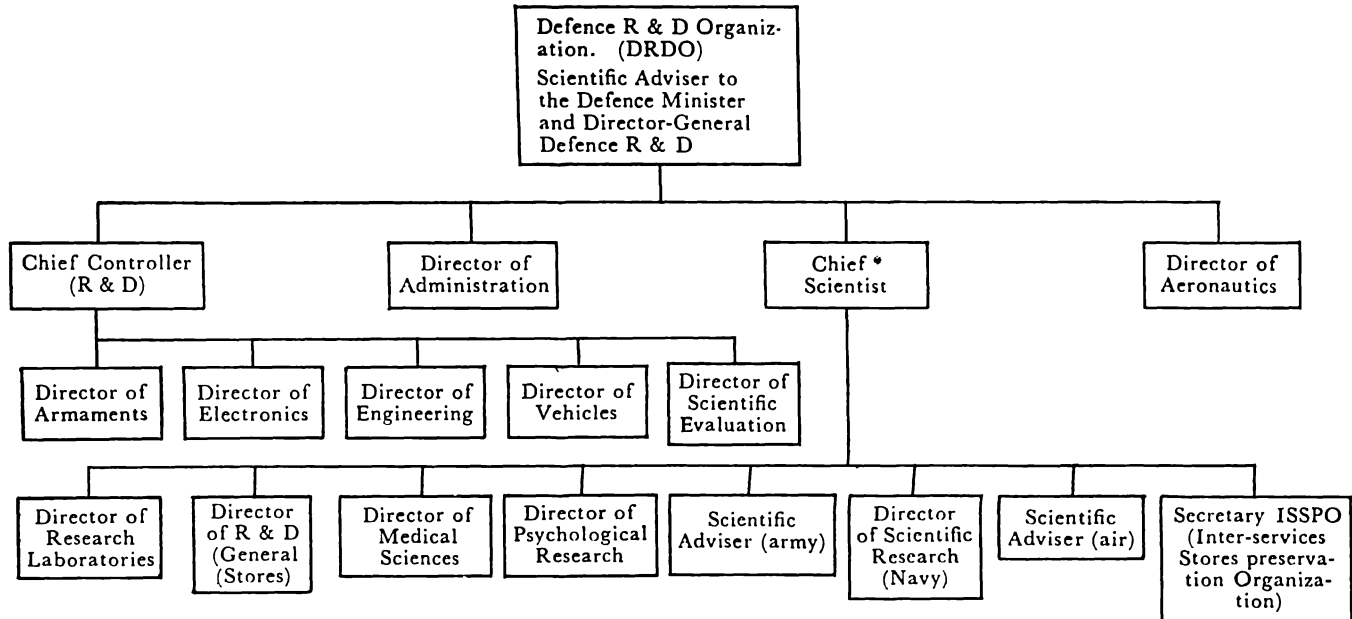 Defence R & D Organiz-
ation. (DRDO)
Scientific Adviser to
the Defence Minister
and Director-General
Defence R & D
Chief Controller
(R & D)
Director of
Administration
Chief *
Scientist
Director of
Aeronautics
Director of
Armaments
Director of
Electronics
Director of
Engineering
Director of
Vehicles
Director of
Scientific
Evaluation
Director of
Research
Laboratories
Director
of R & D
(General
(Stores)
Director of
Medical
Sciences
Director of
Psychological
Research
Scientific
Adviser (army)
Director
of Scientific
Research
(Navy)
Scientific
Adviser (air)
Secretary ISSPO
(Inter-services
Stores preserva-
tion Organiza-
tion)